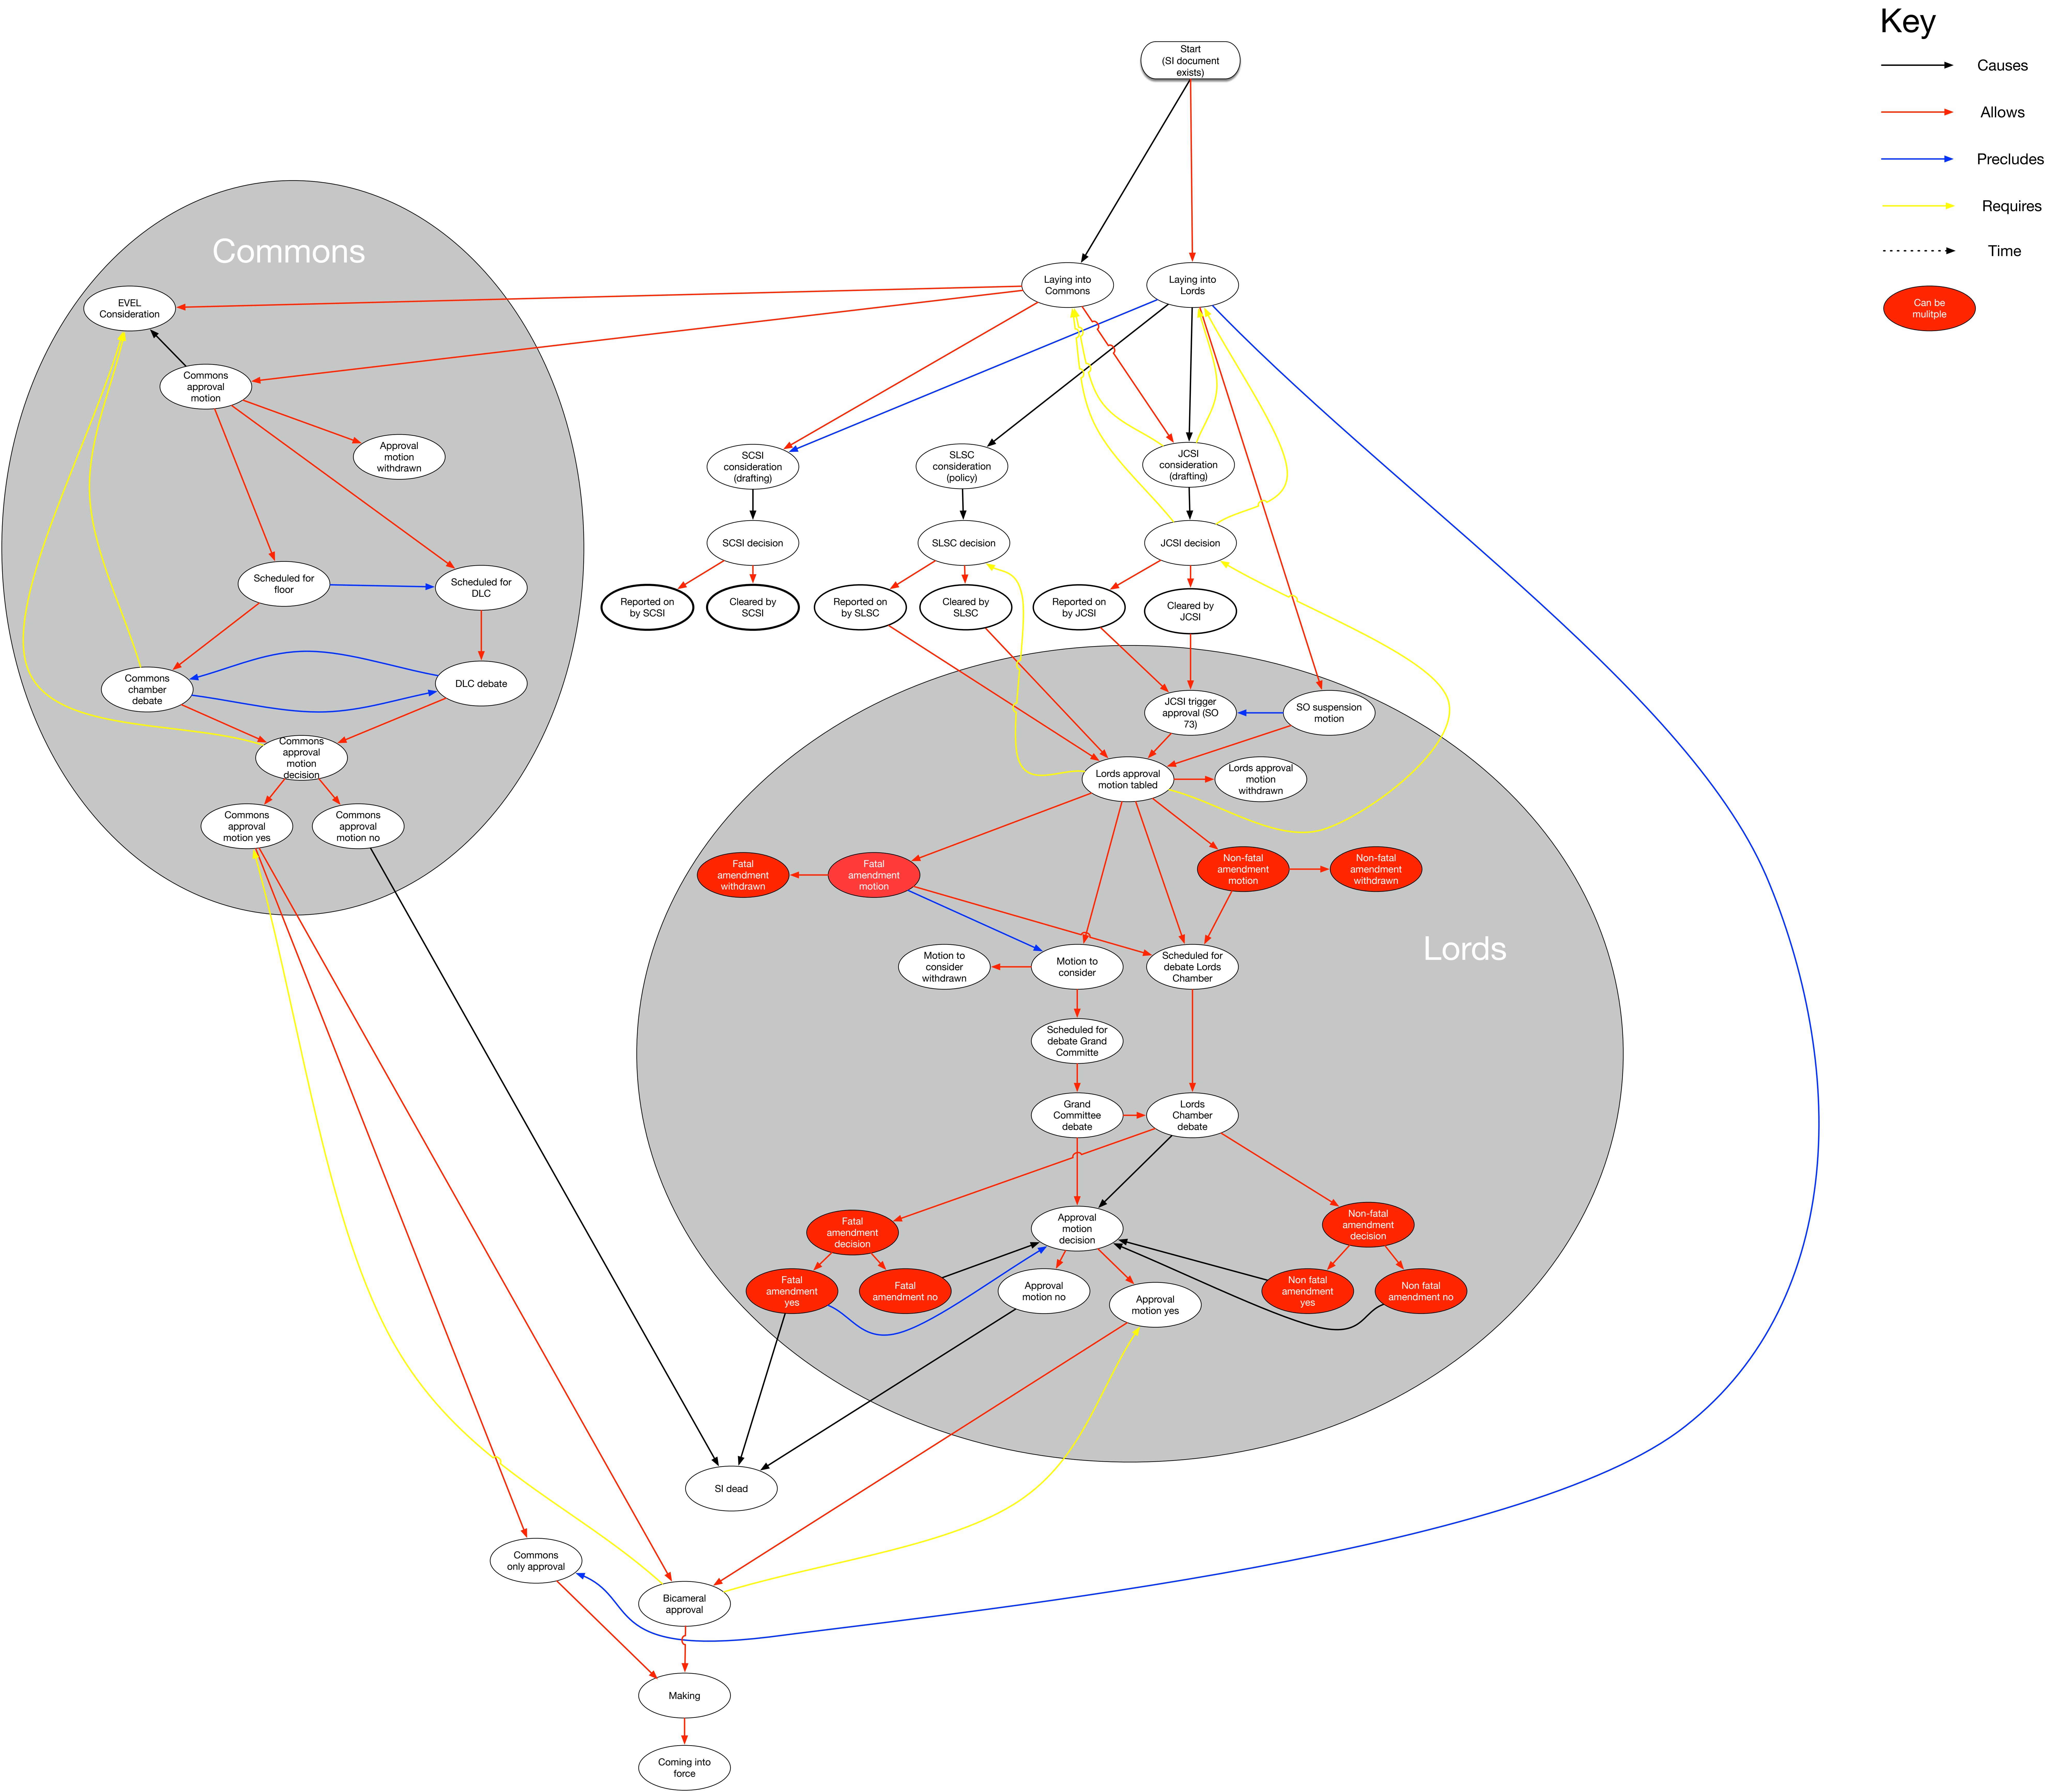 Key
Causes
Allows
Precludes
Requires
Time
Can be
mulitple
Start
(SI document
exists)
Commons
Laying into
Commons
Laying into
Lords
EVEL
Consideration
Commons
approval
motion
Approval
motion
withdrawn
SCSI
consideration
(drafting)
SLSC
consideration
(policy)
JCSI
consideration
(drafting)
SCSI decision
SLSC decision
JCSI decision
Scheduled for
floor
Scheduled for
DLC
Reported on
by SCSI
Cleared by
SCSI
Reported on
by SLSC
Cleared by
SLSC
Reported on
by JCSI
Cleared by
JCSI
Commons
chamber
debate
DLC debate
JCSI trigger
approval (SO
73)
SO suspension
motion
Commons
approval
motion
decision
Lords approval
motion tabled
Lords approval
motion
withdrawn
Commons
approval
motion yes
Commons
approval
motion no
Fatal
amendment
withdrawn
Fatal
amendment
motion
Non-fatal
amendment
motion
Non-fatal
amendment
withdrawn
Lords
Motion to
consider
withdrawn
Motion to
consider
Scheduled for
debate Lords
Chamber
Scheduled for
debate Grand
Committe
Grand
Committee
debate
Lords
Chamber
debate
Fatal
amendment
decision
Approval
motion
decision
Non-fatal
amendment
decision
Fatal
amendment
yes
Fatal
amendment no
Approval
motion no
Approval
motion yes
Non fatal
amendment
yes
Non fatal
amendment no
SI dead
Commons
only approval
Bicameral
approval
Making
Coming into
force